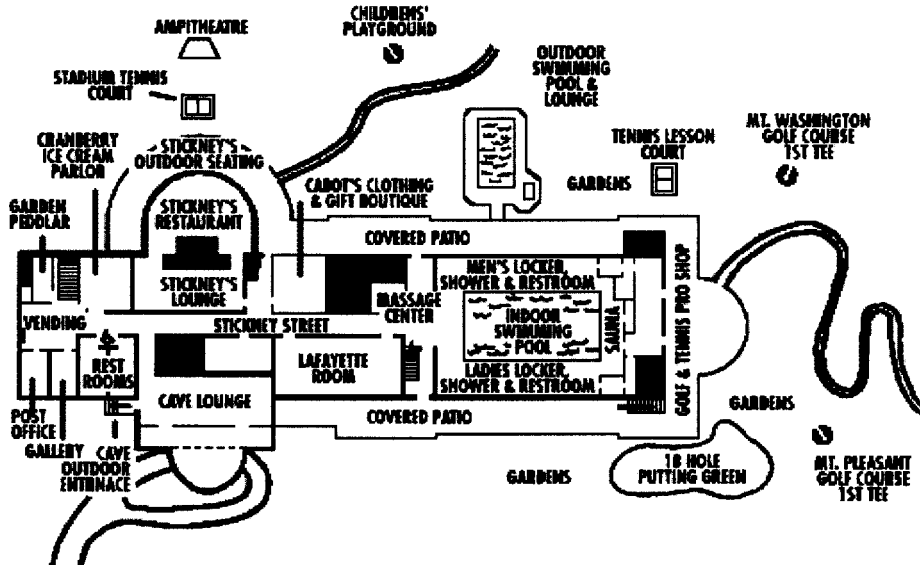 AMPITHEATRE
CHILDRENS'
PLAYGROUND
STADIUM TENNIS
COURT
OUTDOOR
SWIMMING
POOL &
LOUNGE
CRANBERRY
ICE CREAM
PARLOR
STICKNEY'S
OUTDOOR SEATING
TENNIS LESSON
COURT
MT. WASHINGTON
GOLF COURSE
1ST TEE
GARDENS
CABOT'S CLOTHING
& GIFT BOUTIQUE
GARDEN
PEDDLAR
STICKNEY'S
RESTAURANT
COVERED PATIO
STICKNEY'S
LOUNGE
MEN'S LOCKER,
SHOWER & RESTROOM
MASSAGE
CENTER
VENDING
STICKNEY STREET
INDOOR
SWIMMING
POOL
SAUNA
GOLF & TENNIS PRO SHOP
REST
ROOMS
LAFAYETTE
ROOM
LADIES LOCKER,
SHOWER & RESTROOM
CAVE LOUNGE
COVERED PATIO
GARDENS
POST
OFFICE
GALLERY
CAVE
OUTDOOR
ENTRNACE
GARDENS
18 HOLE
PUTTING GREEN
MT. PLEASANT
GOLF COURSE
1ST TEE